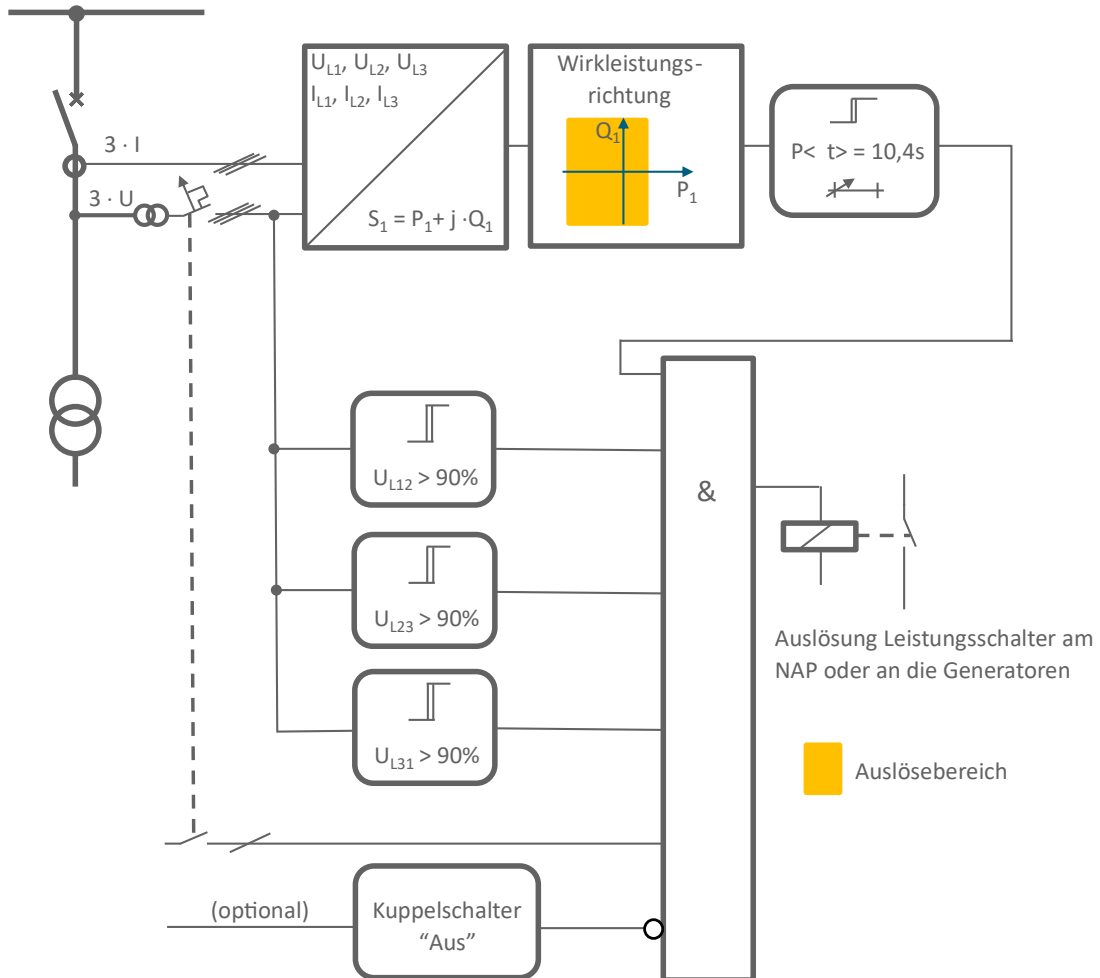 3 · I
3 · U
U_L1, U_L2, U_L3
I_L1, I_L2, I_L3
S_1 = P_1+ j ·Q_1
Wirkleistungs-
richtung
Q_1
P_1
P< t> = 10,4s
U_L12 > 90%
U_L23 > 90%
U_L31 > 90%
&
Auslösung Leistungsschalter am
NAP oder an die Generatoren
Auslösebereich
(optional)
Kuppelschalter
“Aus”